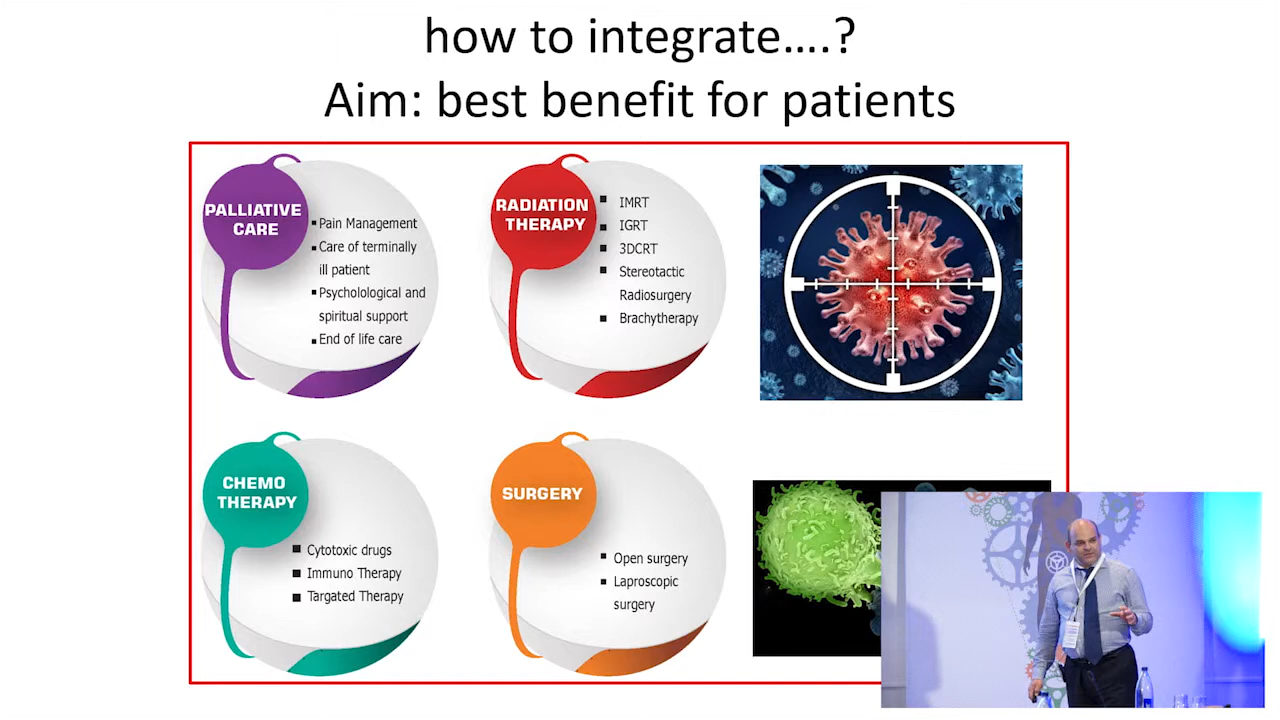 how to integrate….?
Aim: best benefit for patients
PALLIATIVE
CARE
▪ Pain Management
▪ Care of terminally
ill patient
▪ Psycholological and
spiritual support
▪ End of life care
RADIATION
THERAPY
▪ IMRT
▪ IGRT
▪ 3DCRT
▪ Stereotactic
Radiosurgery
▪ Brachytherapy
CHEMO
THERAPY
▪ Cytotoxic drugs
▪ Immuno Therapy
▪ Targated Therapy
SURGERY
▪ Open surgery
▪ Laproscopic
surgery